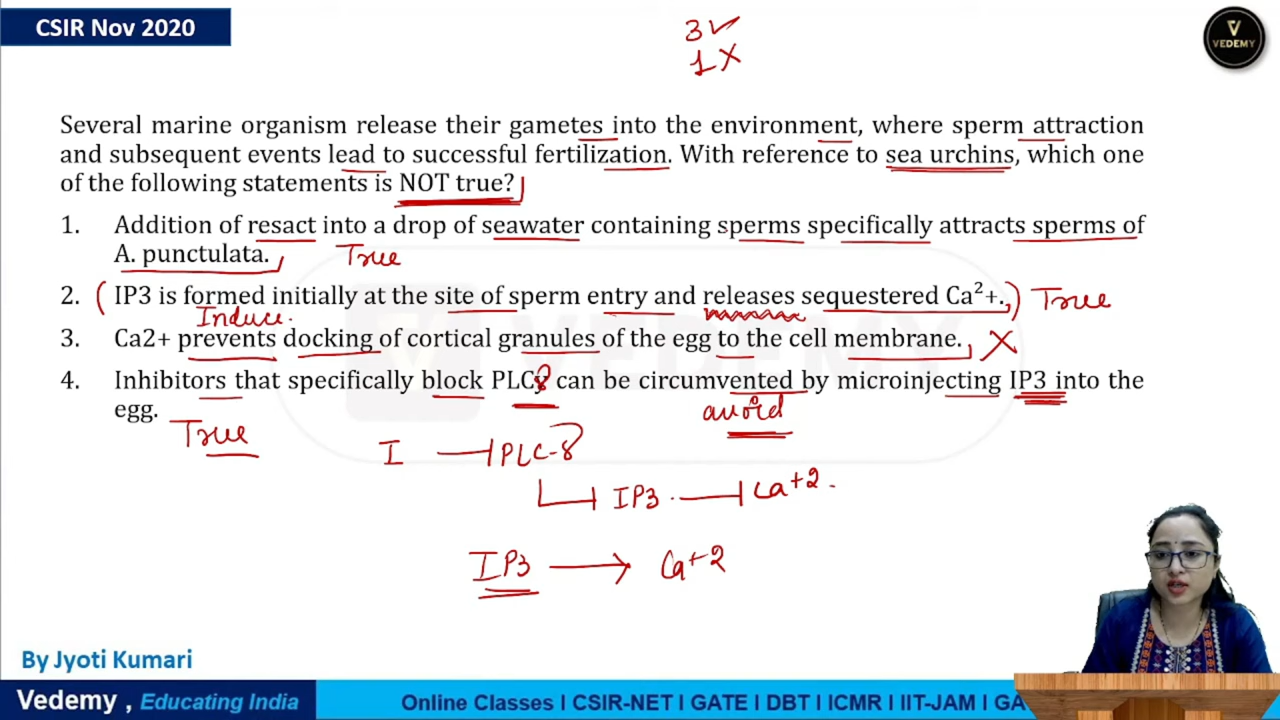 CSIR Nov 2020
3 ✓
1 X
VEDEMY
Several marine organism release their gametes into the environment, where sperm attraction
and subsequent events lead to successful fertilization. With reference to sea urchins, which one
of the following statements is NOT true?
1. Addition of resact into a drop of seawater containing sperms specifically attracts sperms of
A. punctulata. True
2. (IP3 is formed initially at the site of sperm entry and releases sequestered Ca²+.) True
Induce.
3. Ca2+ prevents docking of cortical granules of the egg to the cell membrane. X
4. Inhibitors that specifically block PLCγ can be circumvented by microinjecting IP3 into the
egg. avoid
True
I ⊣ PLC-γ
⊣ IP3 ⊣ Ca+2.
IP3 → Ca+2
VEDEMY
By Jyoti Kumari
Vedemy , Educating India Online Classes I CSIR-NET I GATE I DBT I ICMR I IIT-JAM I GA